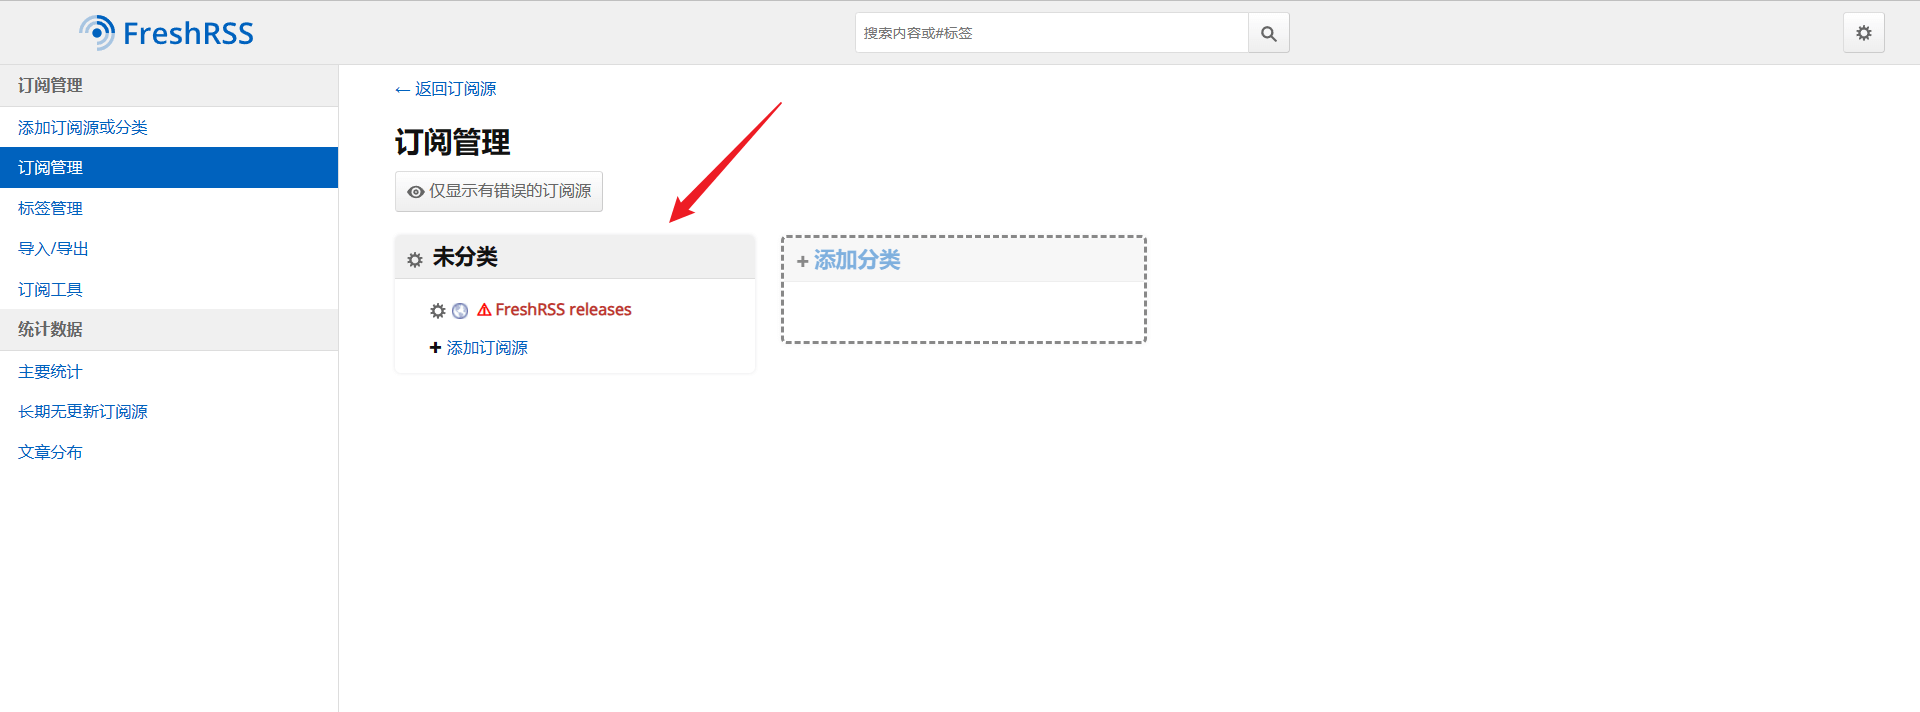 FreshRSS
搜索内容或#标签
订阅管理
添加订阅源或分类
订阅管理
标签管理
导入/导出
订阅工具
统计数据
主要统计
长期无更新订阅源
文章分布
← 返回订阅源
订阅管理
仅显示有错误的订阅源
未分类
FreshRSS releases
+ 添加订阅源
+ 添加分类